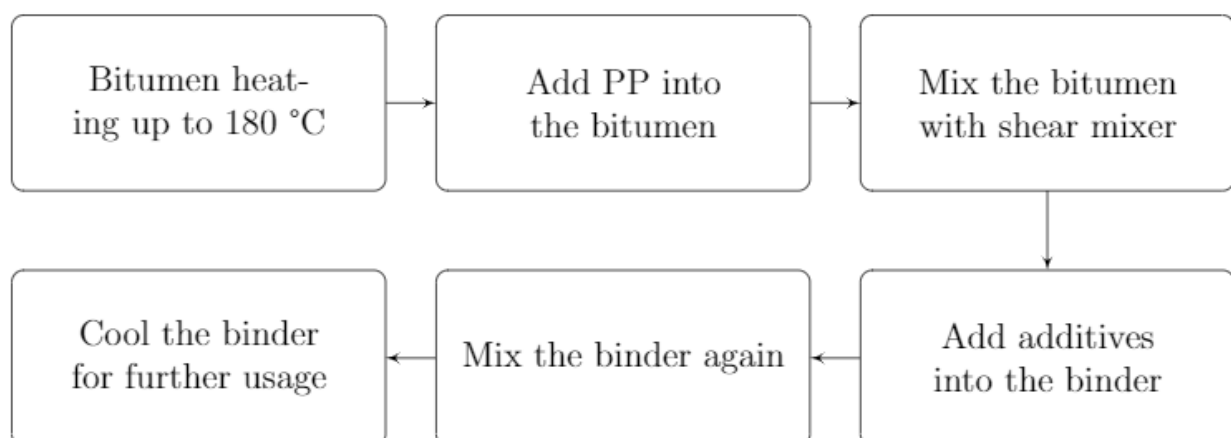 Bitumen heat-
ing up to 180 °C
Add PP into
the bitumen
Mix the bitumen
with shear mixer
Add additives
into the binder
Mix the binder again
Cool the binder
for further usage